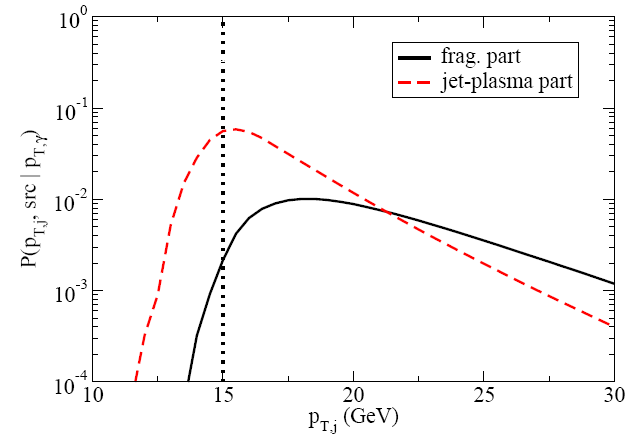 10^0
10^-1
10^-2
10^-3
10^-4
P(p_T,j, src | p_T,γ)
frag. part
jet-plasma part
10 15 20 25 30
p_T,j (GeV)